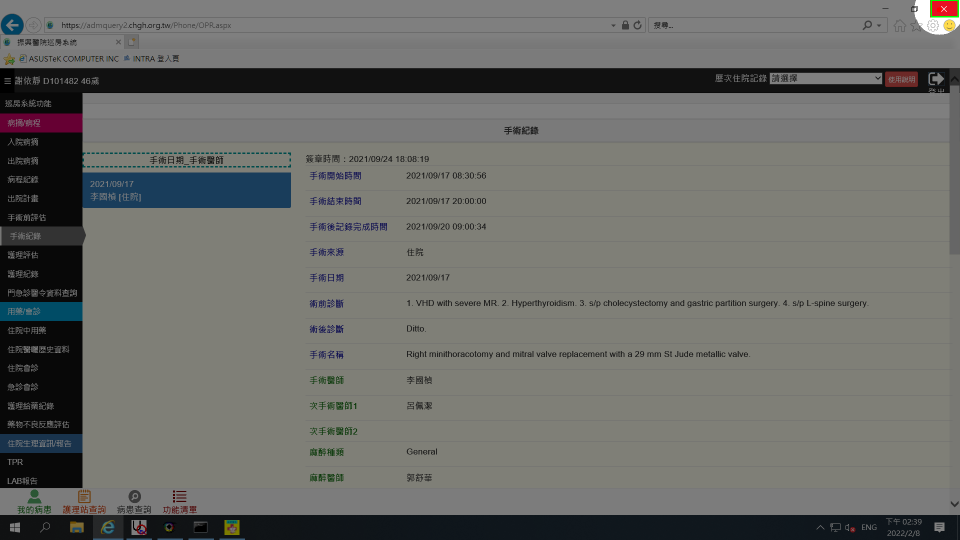 https://admquery2.chgh.org.tw/Phone/OPR.aspx
搜尋...
振興醫院巡房系統
ASUSTeK COMPUTER INC
INTRA 登入頁
謝依靜 D101482 46歲
歷次住院記錄 請選擇
使用說明
登出
巡房系統功能
病摘/病程
入院病摘
出院病摘
病程紀錄
出院計畫
手術前評估
手術紀錄
護理評估
護理紀錄
門急診醫令資料查詢
用藥/會診
住院中用藥
住院醫囑歷史資料
住院會診
急診會診
護理給藥紀錄
藥物不良反應評估
住院生理資訊/報告
TPR
LAB報告
手術紀錄
手術日期_手術醫師
2021/09/17
李國楨 [住院]
簽章時間：2021/09/24 18:08:19
手術開始時間 2021/09/17 08:30:56
手術結束時間 2021/09/17 20:00:00
手術後記錄完成時間 2021/09/20 09:00:34
手術來源 住院
手術日期 2021/09/17
術前診斷 1. VHD with severe MR. 2. Hyperthyroidism. 3. s/p cholecystectomy and gastric partition surgery. 4. s/p L-spine surgery.
術後診斷 Ditto.
手術名稱 Right minithoracotomy and mitral valve replacement with a 29 mm St Jude metallic valve.
手術醫師 李國楨
次手術醫師1 呂佩潔
次手術醫師2
麻醉種類 General
麻醉醫師 郭舒華
我的病患
護理站查詢
病患查詢
功能清單
ENG
下午 02:39
2022/2/8